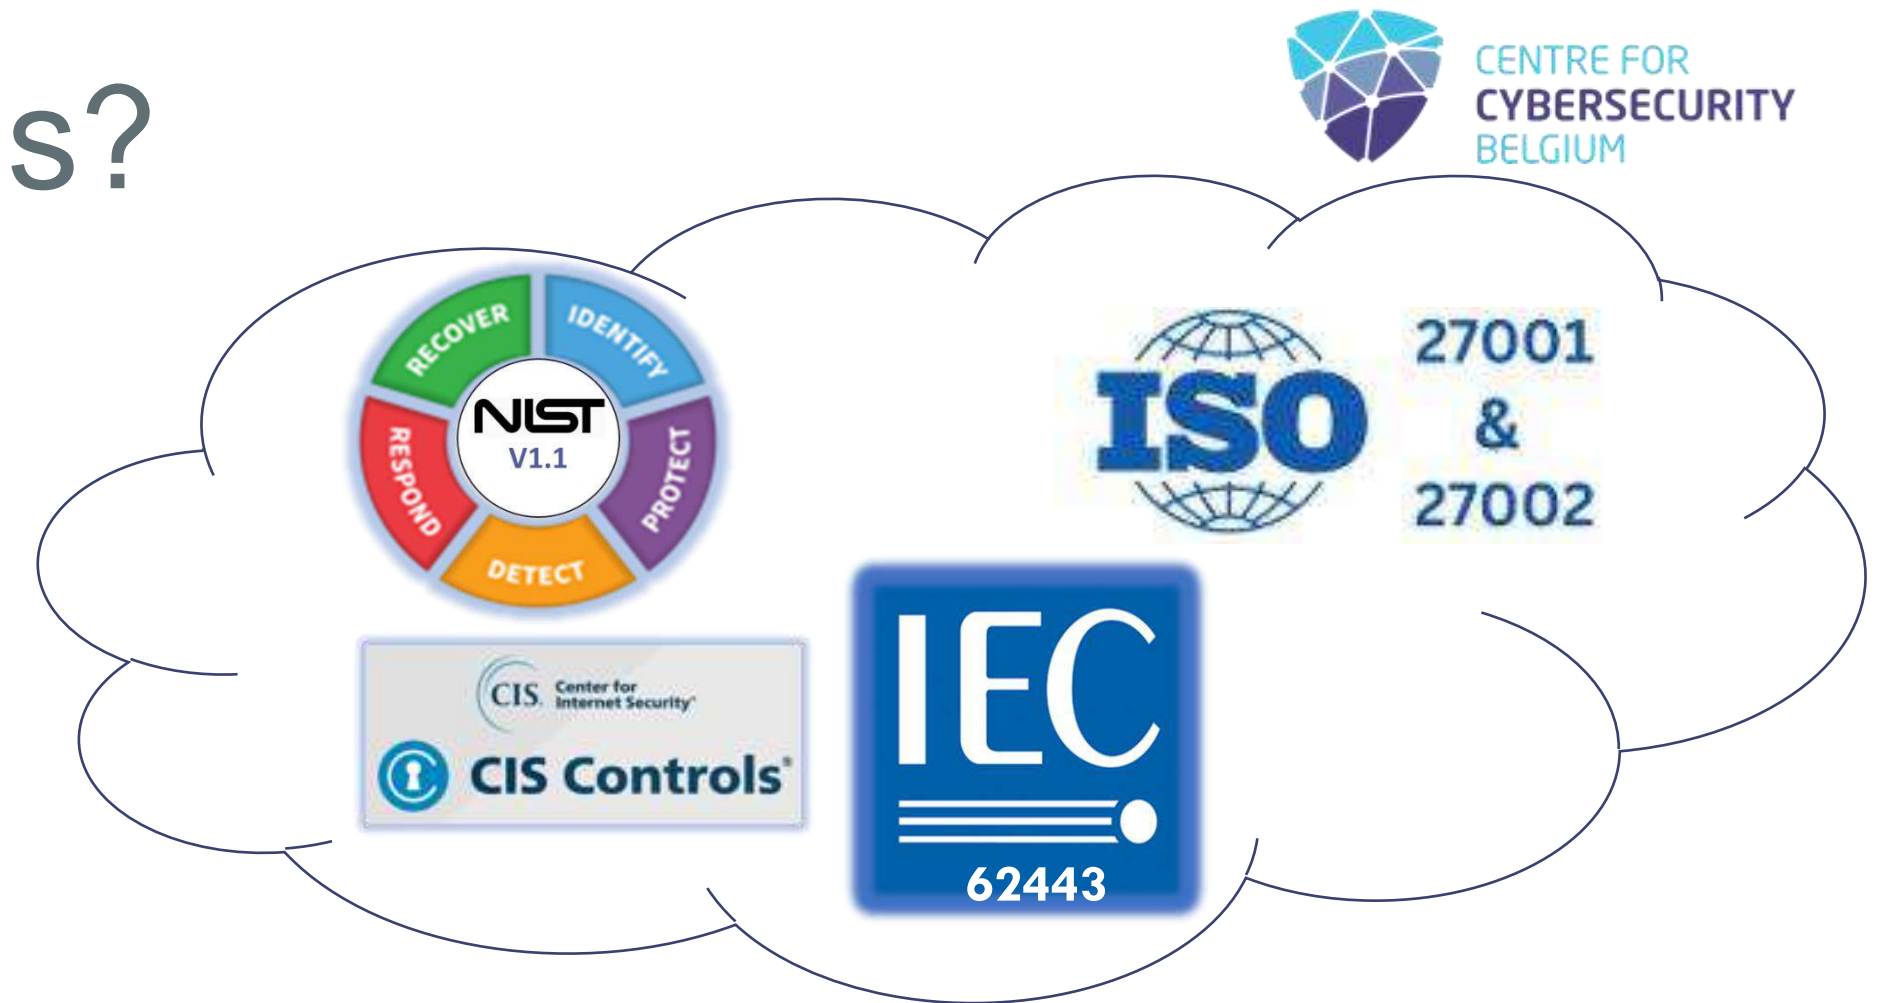 s?
CENTRE FOR
CYBERSECURITY
BELGIUM
RECOVER
IDENTIFY
PROTECT
DETECT
RESPOND
NIST
V1.1
ISO
27001
&
27002
CIS. Center for
Internet Security®
CIS Controls®
IEC
62443